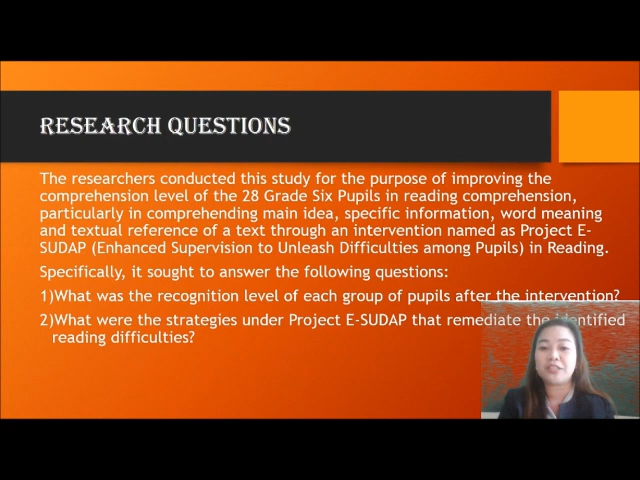 RESEARCH QUESTIONS
The researchers conducted this study for the purpose of improving the
comprehension level of the 28 Grade Six Pupils in reading comprehension,
particularly in comprehending main idea, specific information, word meaning
and textual reference of a text through an intervention named as Project E-
SUDAP (Enhanced Supervision to Unleash Difficulties among Pupils) in Reading.
Specifically, it sought to answer the following questions:
1)What was the recognition level of each group of pupils after the intervention?
2)What were the strategies under Project E-SUDAP that remediate the identified
reading difficulties?